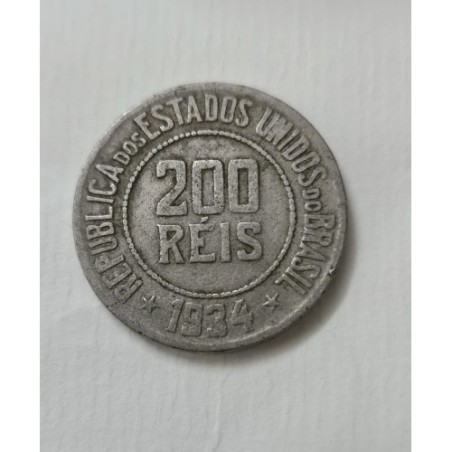 REPUBLICA DOS ESTADOS UNIDOS DO BRASIL
200
RÉIS
1934